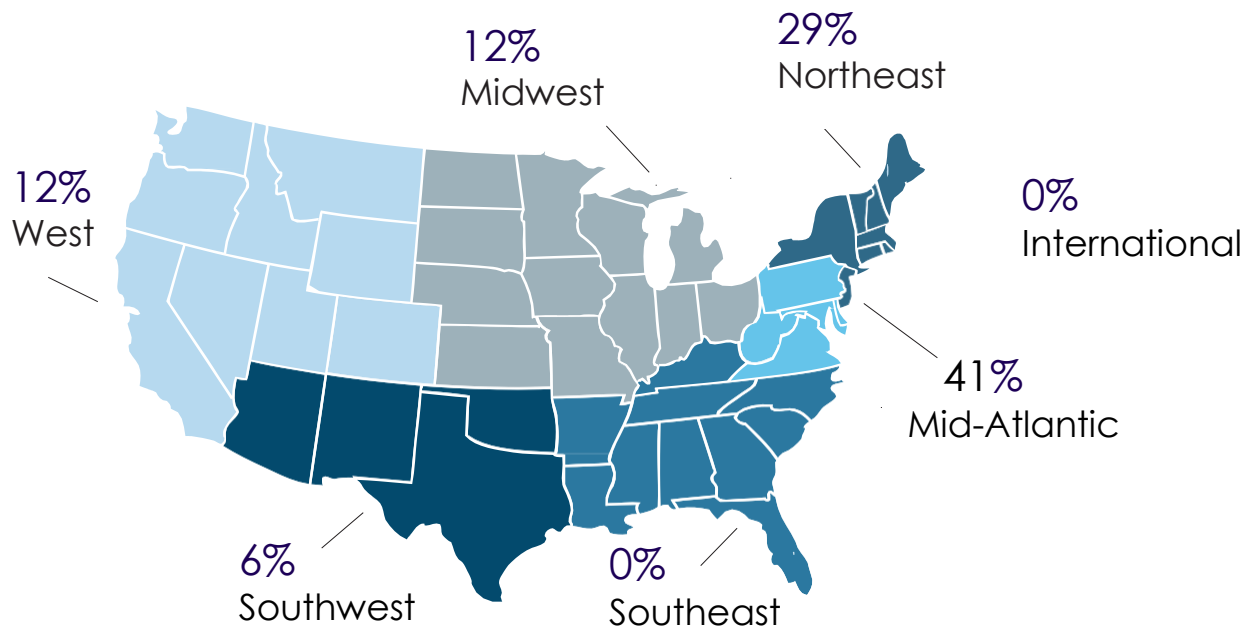 29%
Northeast
12%
Midwest
12%
West
0%
International
41%
Mid-Atlantic
6%
Southwest
0%
Southeast